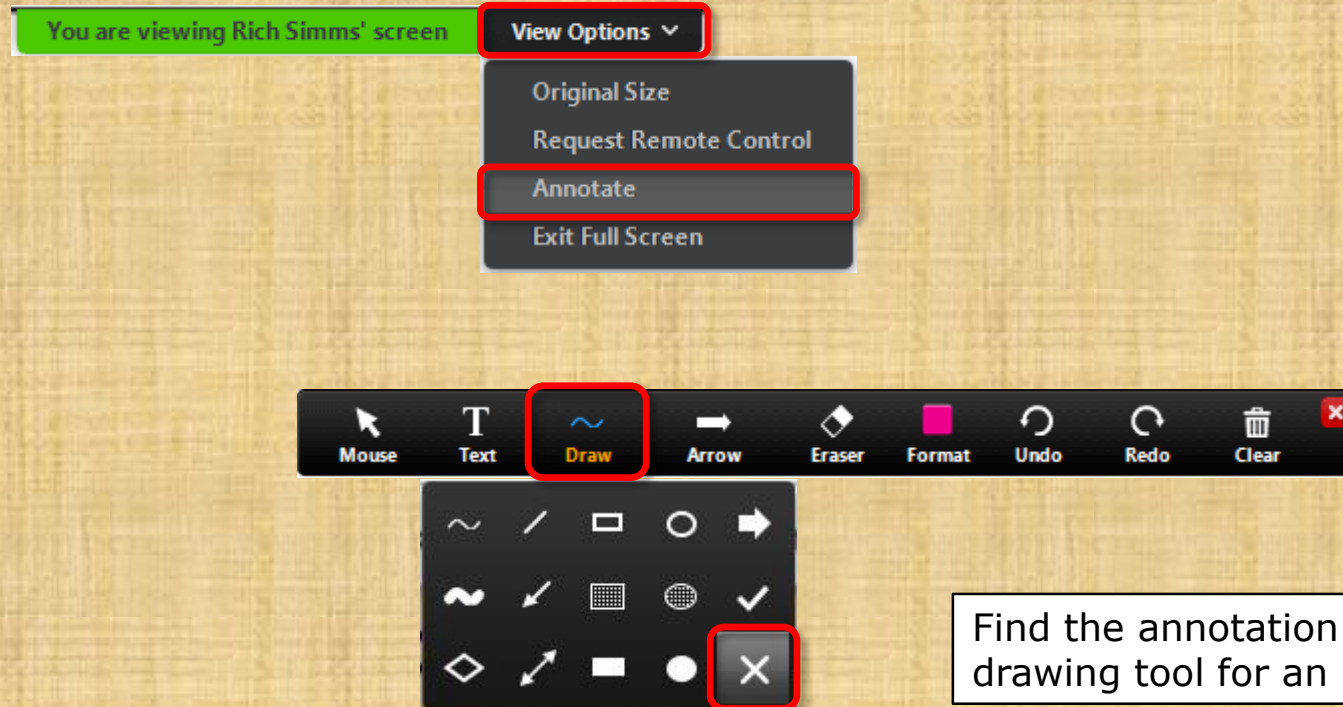 You are viewing Rich Simms' screen View Options
Original Size
Request Remote Control
Annotate
Exit Full Screen
Mouse Text Draw Arrow Eraser Format Undo Redo Clear
Find the annotation
drawing tool for an